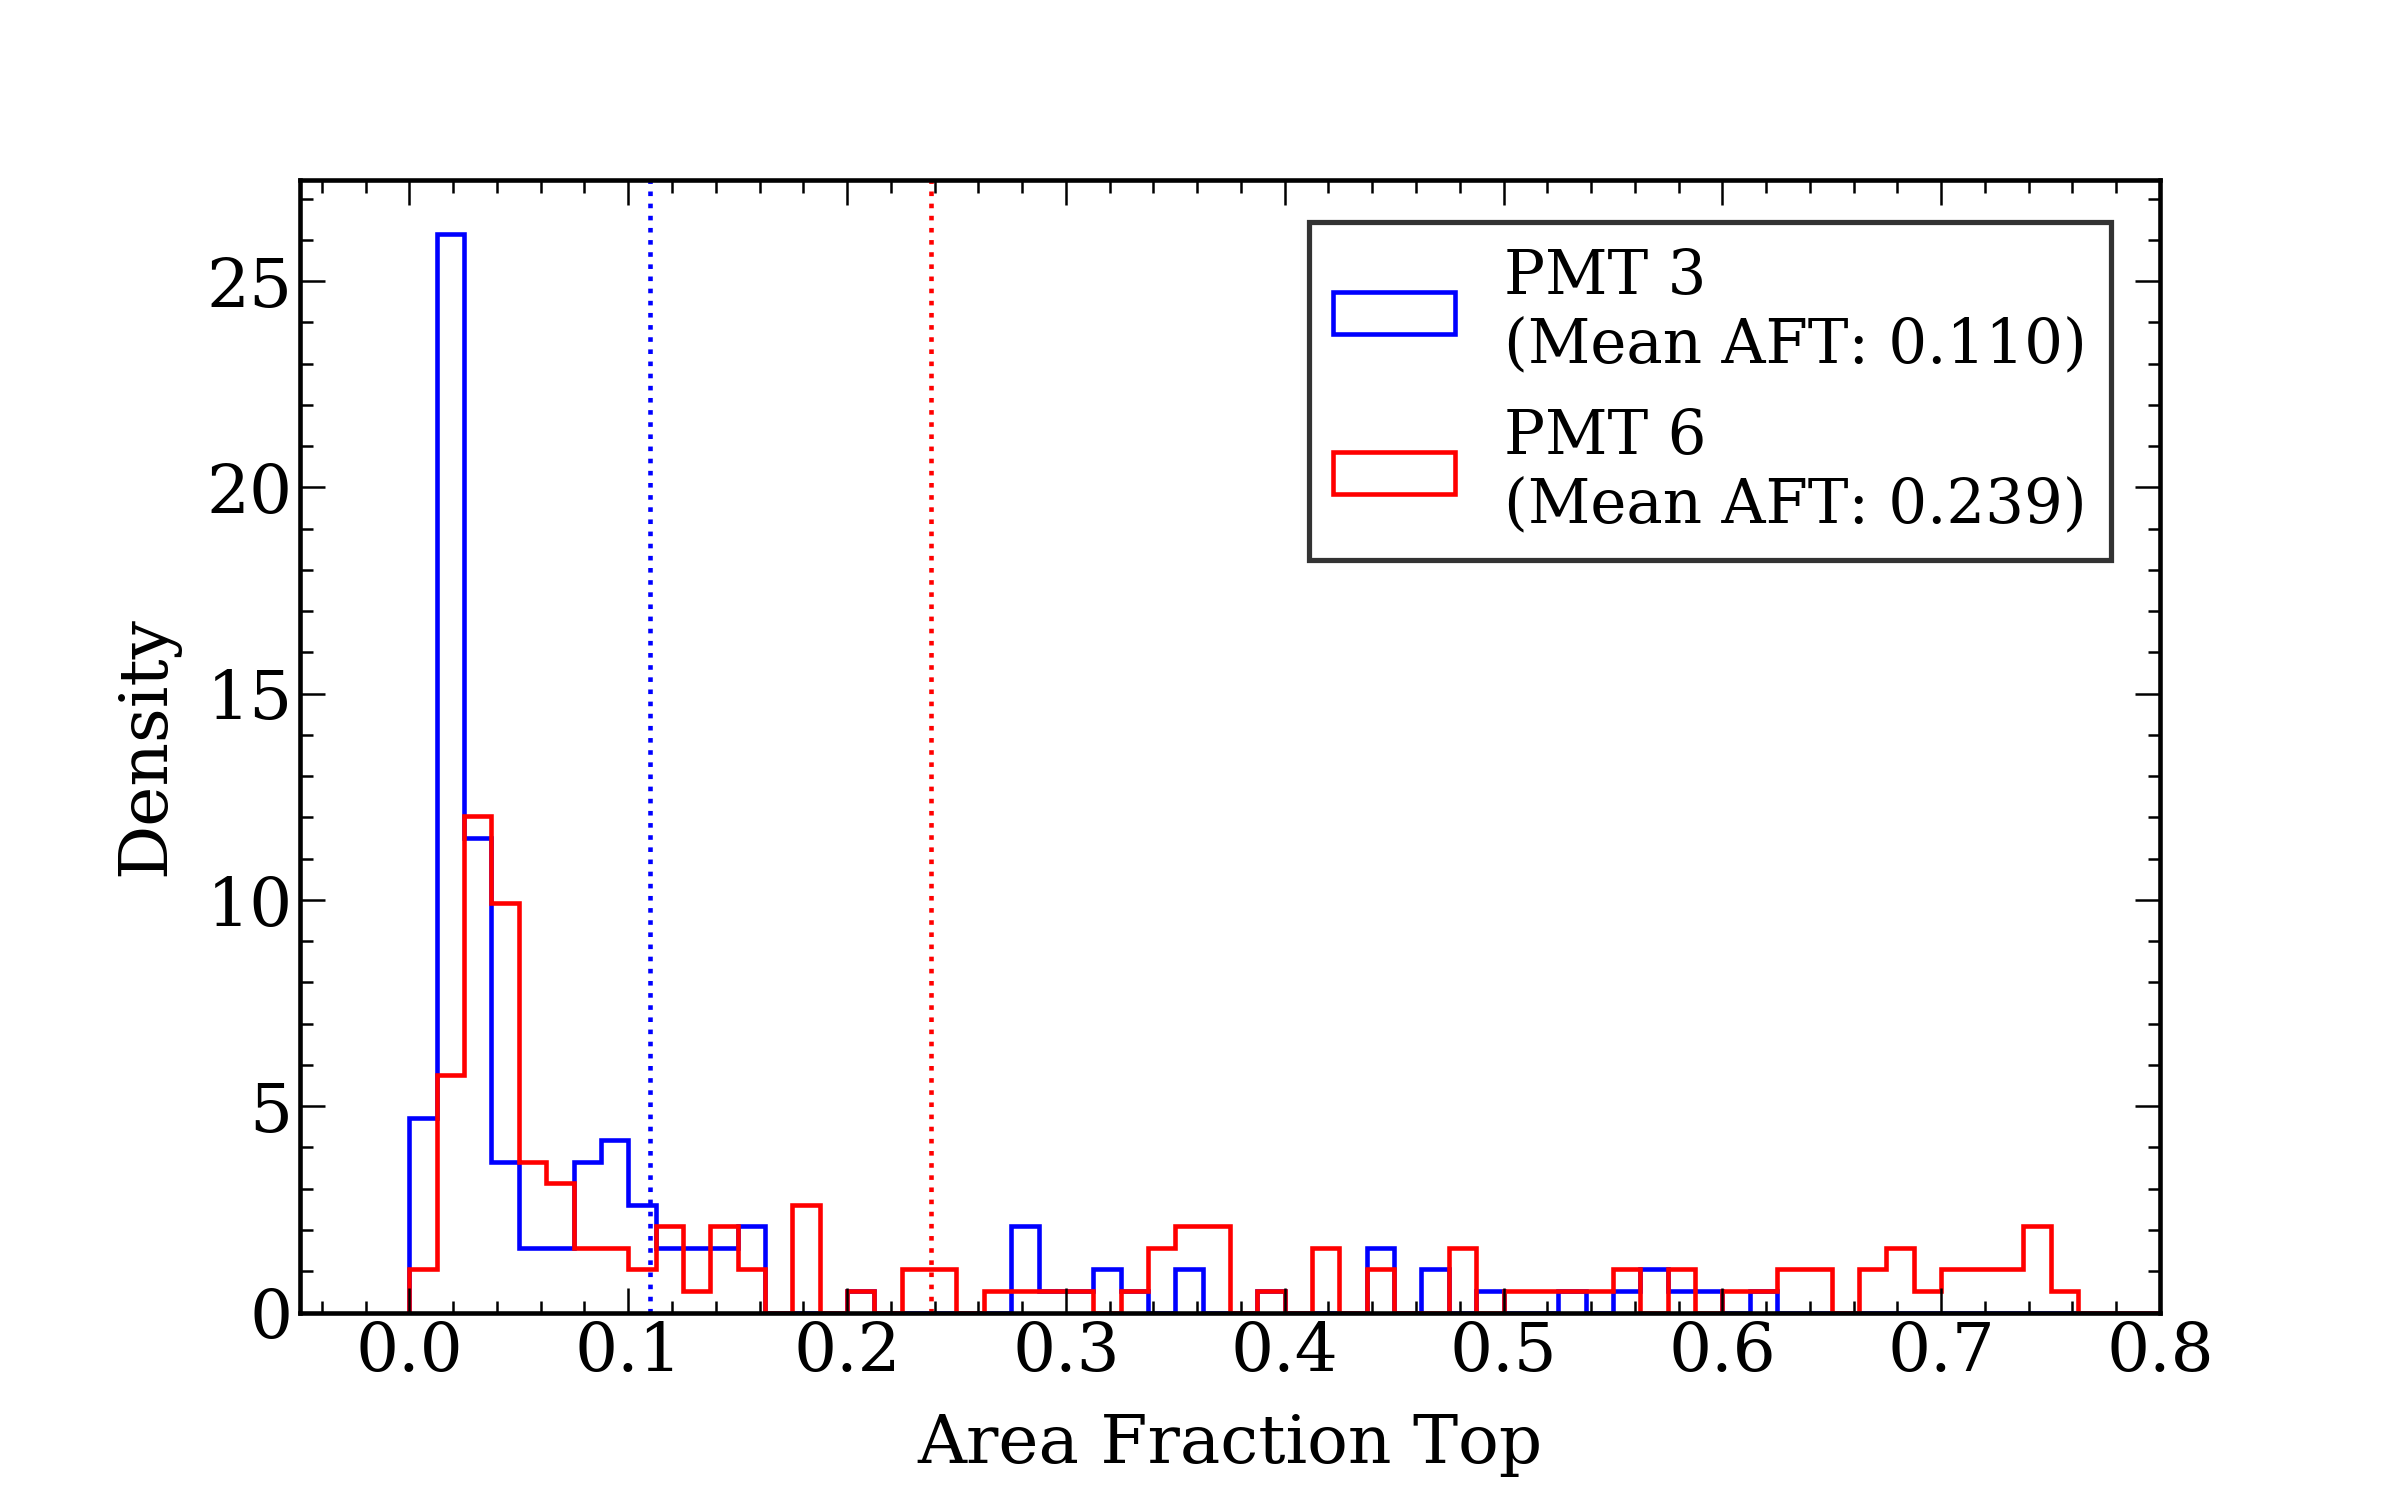 PMT 3
(Mean AFT: 0.110)
PMT 6
(Mean AFT: 0.239)
25
20
15
10
5
0
Density
0.0 0.1 0.2 0.3 0.4 0.5 0.6 0.7 0.8
Area Fraction Top